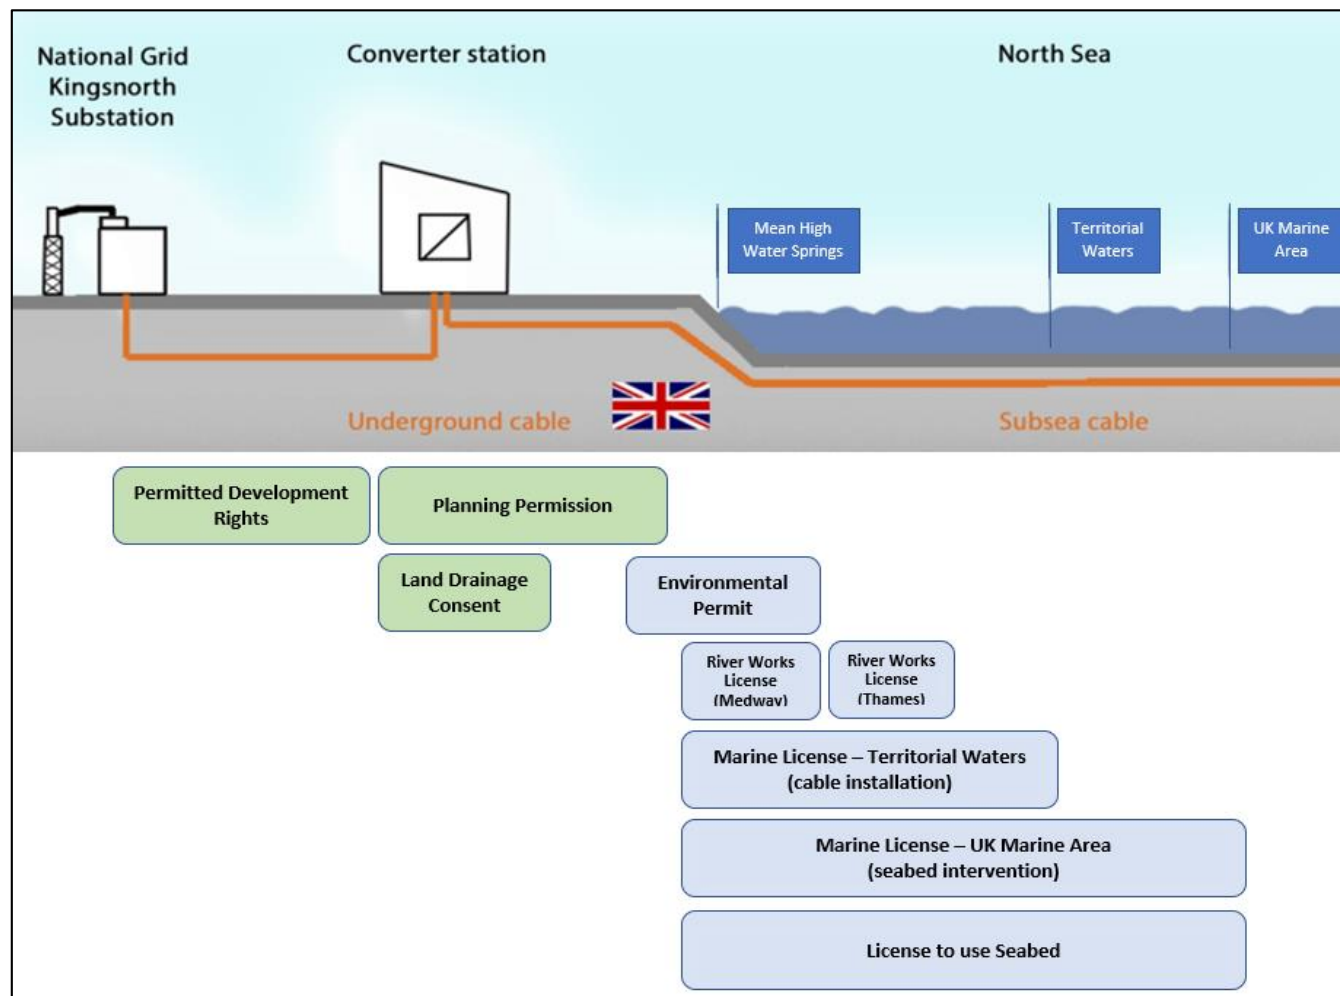 National Grid
Kingsnorth
Substation
Converter station
North Sea
Mean High
Water Springs
Territorial
Waters
UK Marine
Area
Underground cable
Subsea cable
Permitted Development
Rights
Planning Permission
Land Drainage
Consent
Environmental
Permit
River Works
License
(Medway)
River Works
License
(Thames)
Marine License – Territorial Waters
(cable installation)
Marine License – UK Marine Area
(seabed intervention)
License to use Seabed